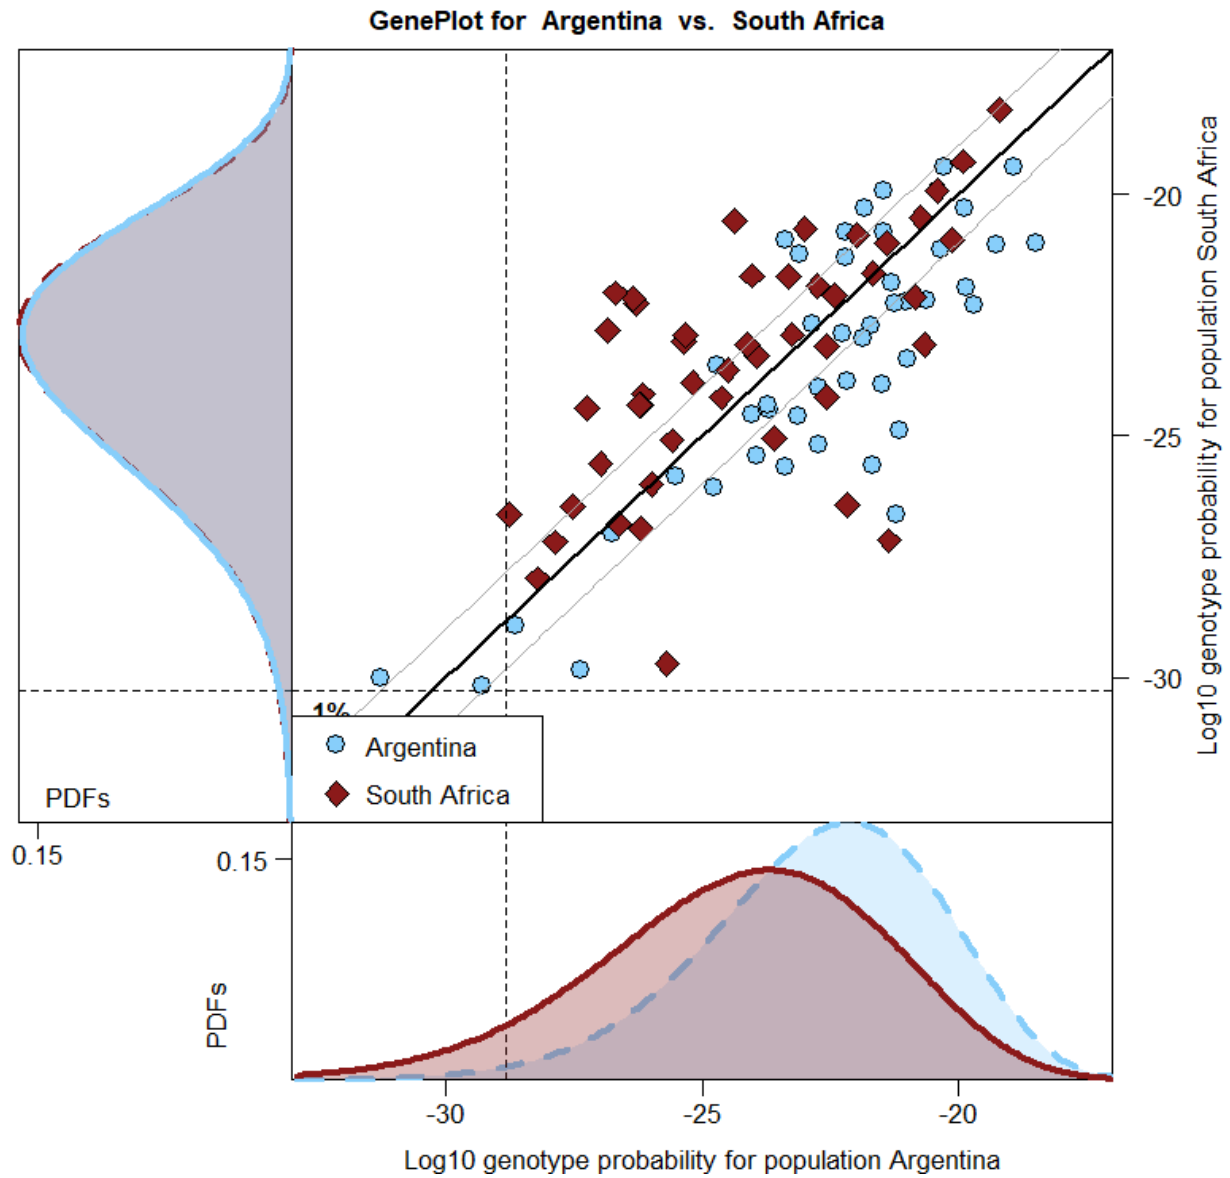 GenePlot for Argentina vs. South Africa
-20
-25
-30
Log10 genotype probability for population South Africa
1%
Argentina
South Africa
PDFs
0.15
0.15
PDFs
-30
-25
-20
Log10 genotype probability for population Argentina